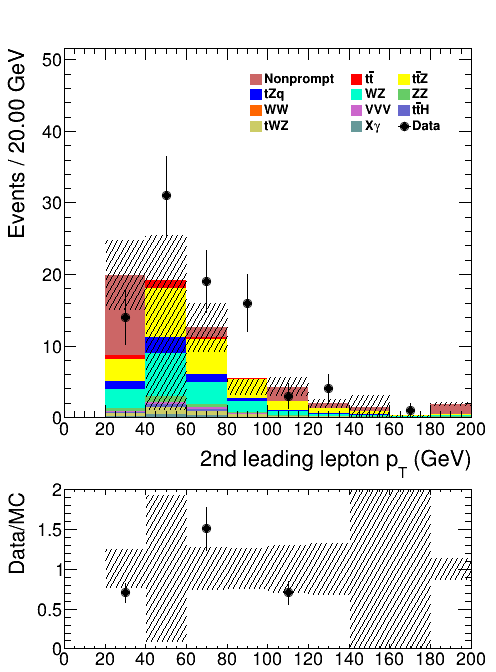 Events / 20.00 GeV
50
40
30
20
10
0
Nonprompt tt̄ tt̄Z
tZq WZ ZZ
WW VVV tt̄H
tWZ Xγ Data
0 20 40 60 80 100 120 140 160 180 200
2nd leading lepton pT (GeV)
Data/MC
2
1.5
1
0.5
0
0 20 40 60 80 100 120 140 160 180 200